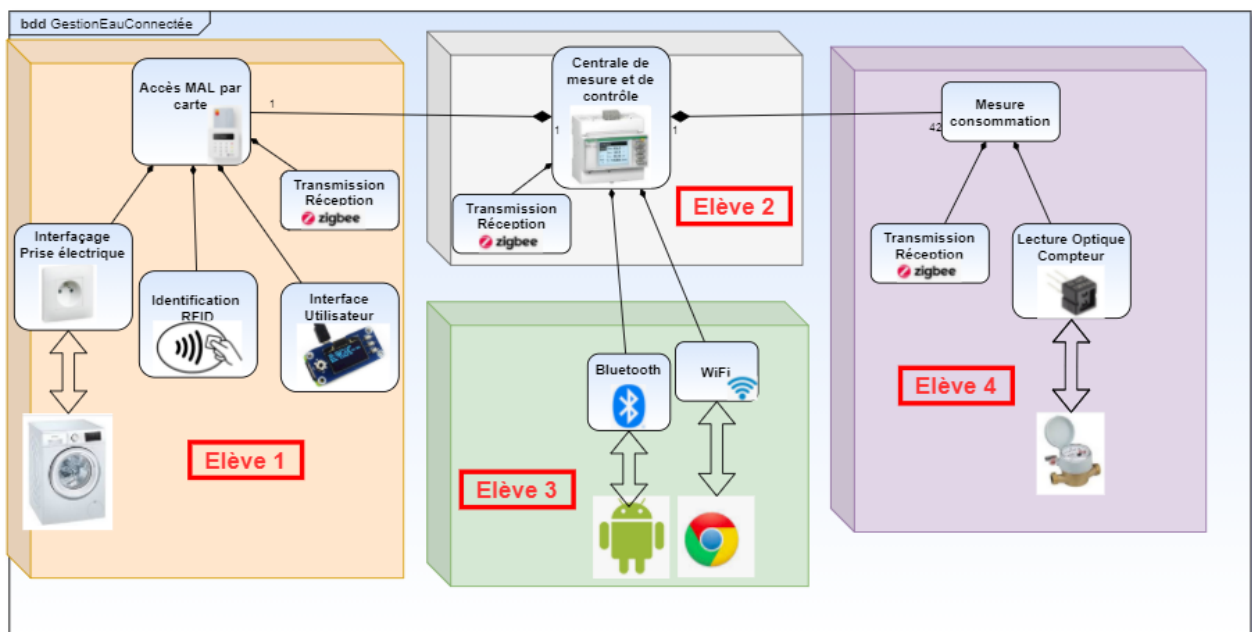 bdd GestionEauConnectée
Accès MAL par
carte
1
Transmission
Réception
zigbee
Interfaçage
Prise électrique
Identification
RFID
Interface
Utilisateur
Elève 1
Centrale de
mesure et de
contrôle
1
1
Transmission
Réception
zigbee
Elève 2
Bluetooth
WiFi
Elève 3
Mesure
consommation
42
Transmission
Réception
zigbee
Lecture Optique
Compteur
Elève 4